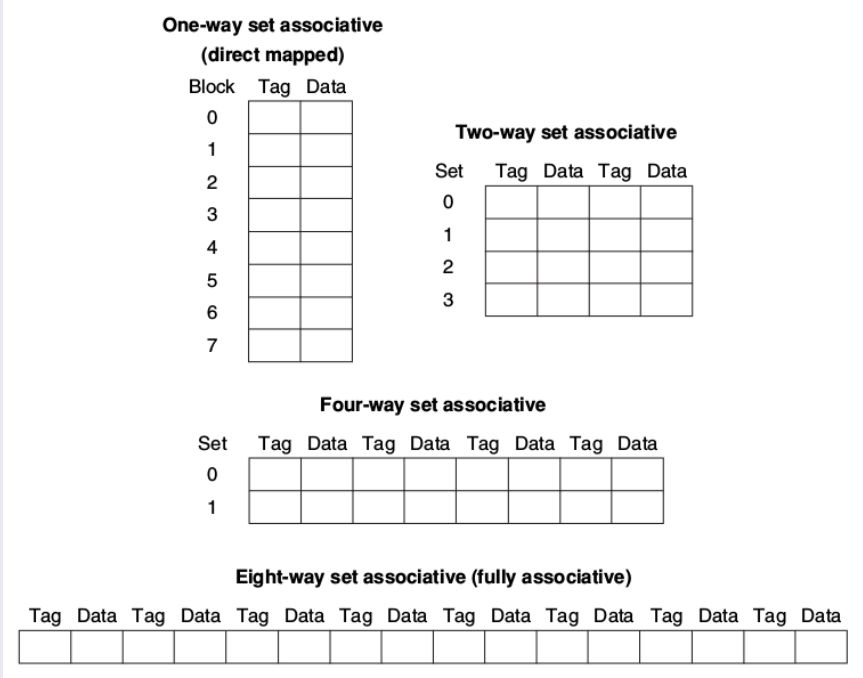 One-way set associative
(direct mapped)
Block Tag Data
0
1
2
3
4
5
6
7
Two-way set associative
Set Tag Data Tag Data
0
1
2
3
Four-way set associative
Set Tag Data Tag Data Tag Data Tag Data
0
1
Eight-way set associative (fully associative)
Tag Data Tag Data Tag Data Tag Data Tag Data Tag Data Tag Data Tag Data